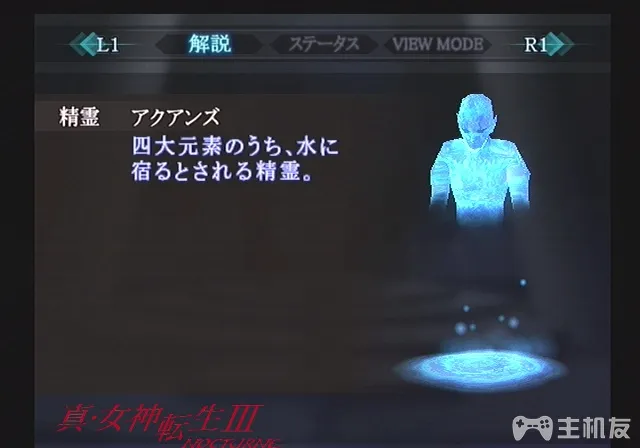 L1 解説 ステータス VIEW MODE R1
精霊 アクアンズ
四大元素のうち、水に
宿るとされる精霊。
真・女神転生III
NOCTURNE
主机友